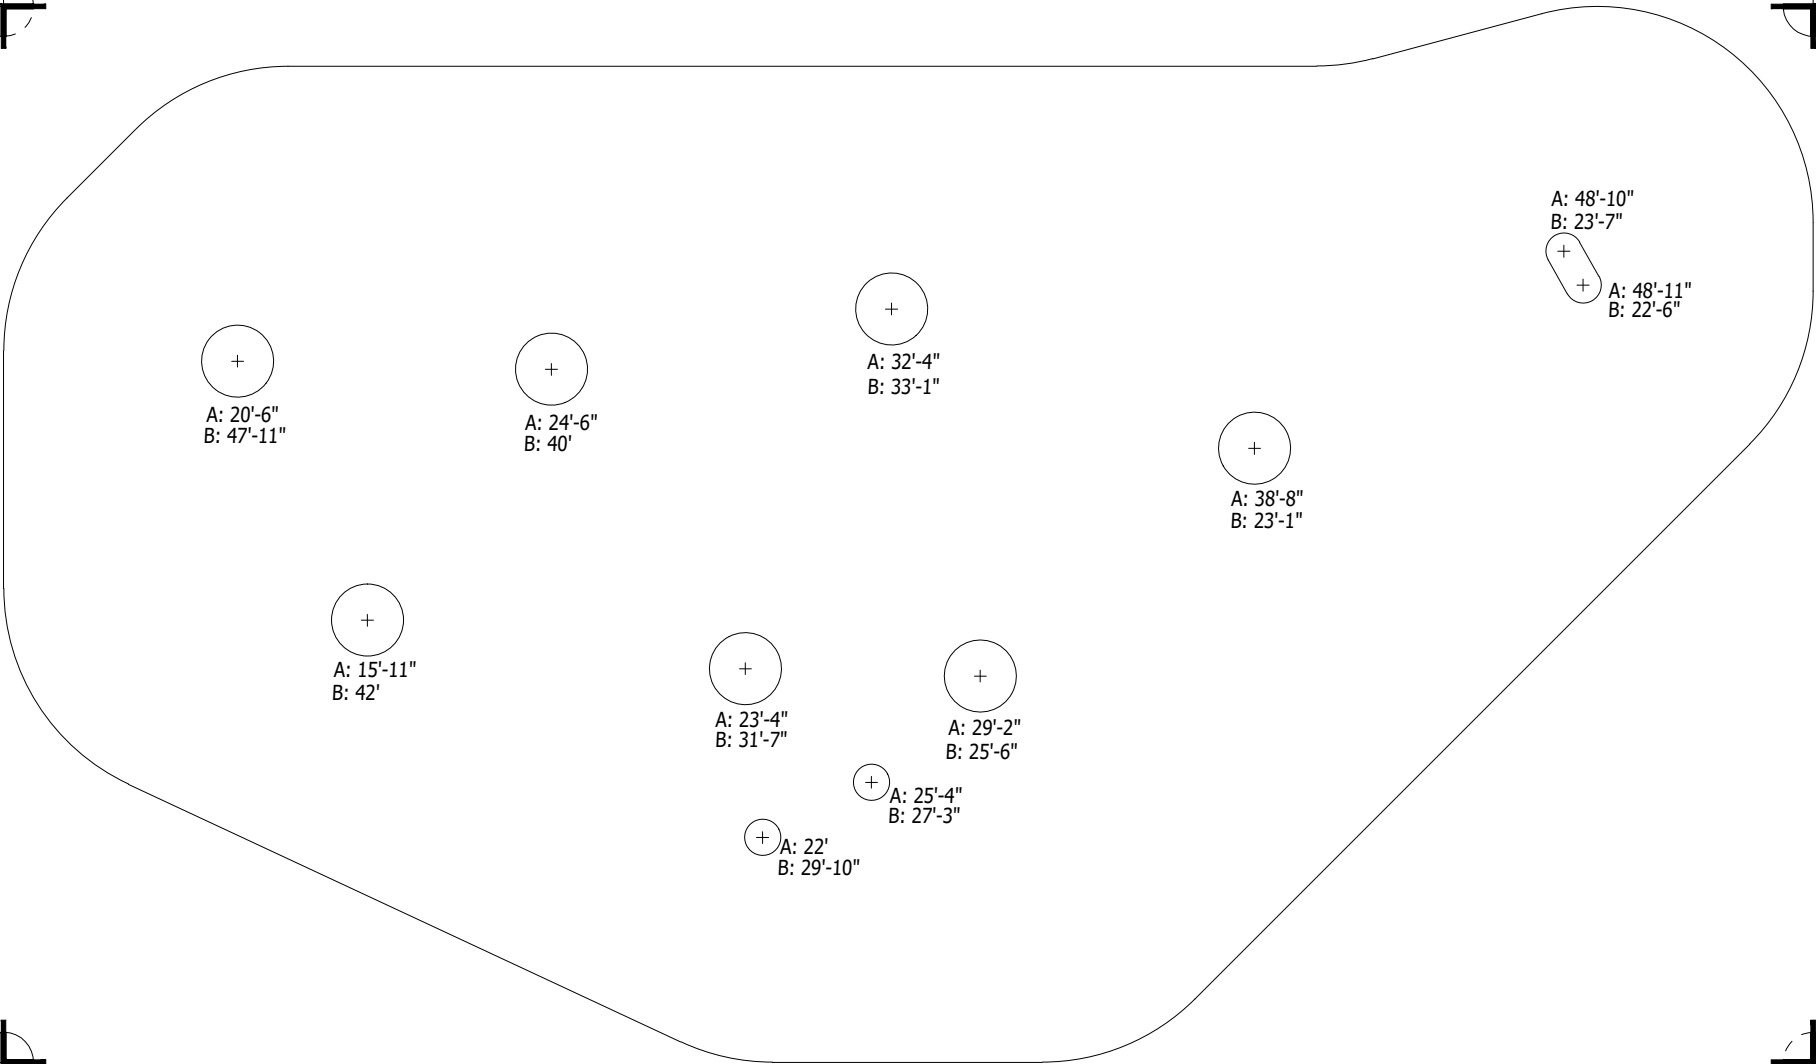 A: 48'-10"
B: 23'-7"
A: 48'-11"
B: 22'-6"
A: 32'-4"
B: 33'-1"
A: 20'-6"
B: 47'-11"
A: 24'-6"
B: 40'
A: 38'-8"
B: 23'-1"
A: 15'-11"
B: 42'
A: 23'-4"
B: 31'-7"
A: 29'-2"
B: 25'-6"
A: 25'-4"
B: 27'-3"
A: 22'
B: 29'-10"